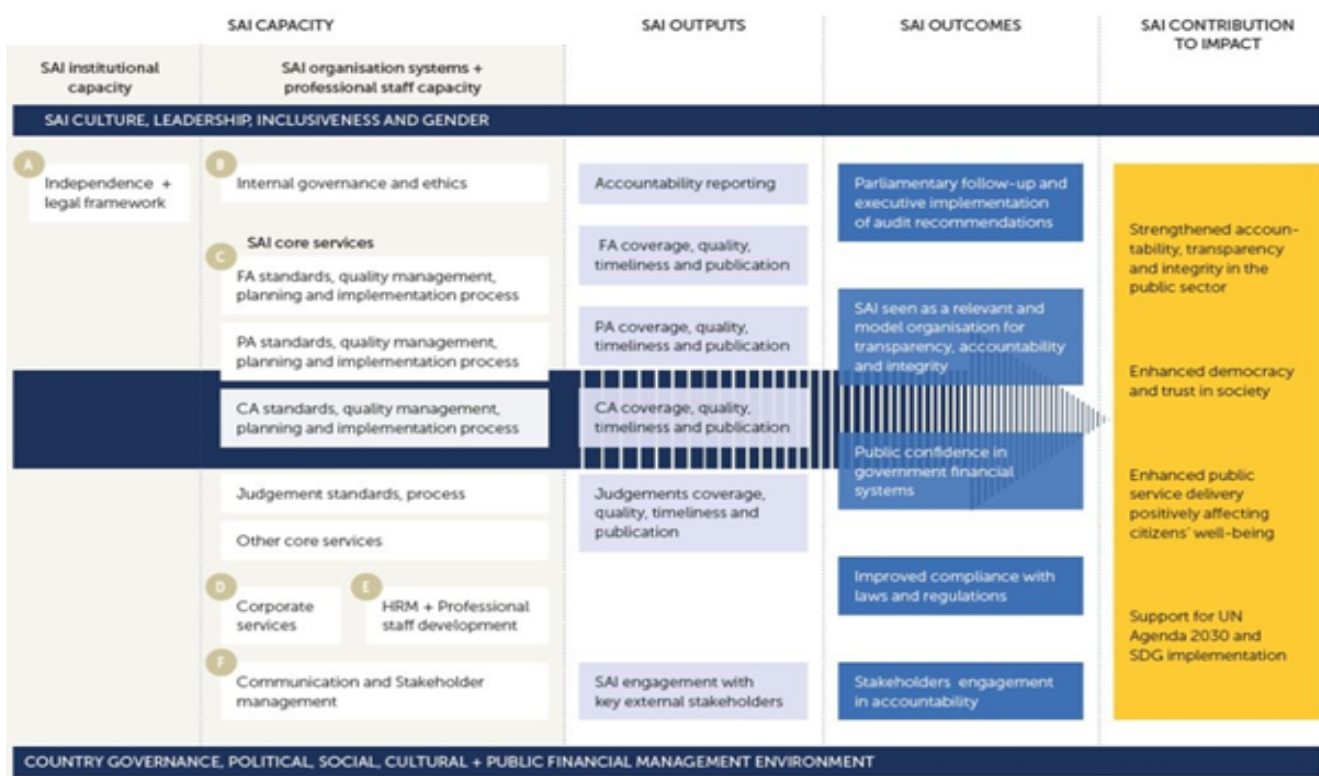 SAI CAPACITY
SAI OUTPUTS
SAI OUTCOMES
SAI CONTRIBUTION
TO IMPACT
SAI institutional
capacity
SAI organisation systems +
professional staff capacity
SAI CULTURE, LEADERSHIP, INCLUSIVENESS AND GENDER
A
Independence +
legal framework
B
Internal governance and ethics
SAI core services
C
FA standards, quality management,
planning and implementation process
PA standards, quality management,
planning and implementation process
CA standards, quality management,
planning and implementation process
Judgement standards, process
Other core services
D
Corporate
services
E
HRM + Professional
staff development
F
Communication and Stakeholder
management
Accountability reporting
FA coverage, quality,
timeliness and publication
PA coverage, quality,
timeliness and publication
CA coverage, quality,
timeliness and publication
Judgements coverage,
quality, timeliness and
publication
SAI engagement with
key external stakeholders
Parliamentary follow-up and
executive implementation
of audit recommendations
SAI seen as a relevant and
model organisation for
transparency, accountability
and integrity
Public confidence in
government financial
systems
Improved compliance with
laws and regulations
Stakeholders engagement
in accountability
Strengthened accoun-
tability, transparency
and integrity in the
public sector
Enhanced democracy
and trust in society
Enhanced public
service delivery
positively affecting
citizens' well-being
Support for UN
Agenda 2030 and
SDG implementation
COUNTRY GOVERNANCE, POLITICAL, SOCIAL, CULTURAL + PUBLIC FINANCIAL MANAGEMENT ENVIRONMENT